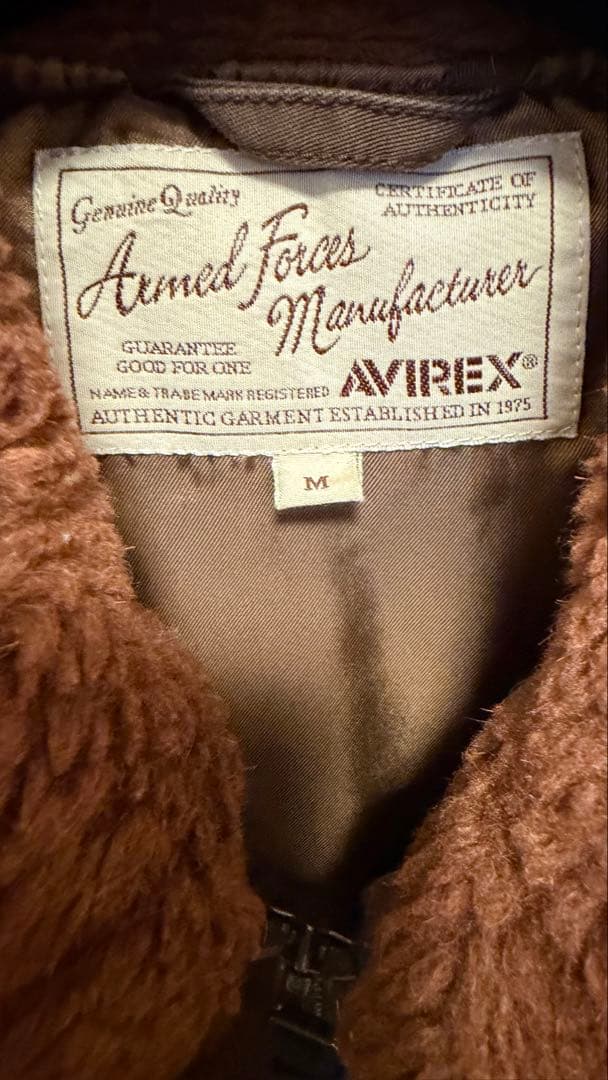 Genuine Quality
CERTIFICATE OF
AUTHENTICITY
Armed Forces
Manufacturer
GUARANTEE
GOOD FOR ONE
NAME & TRADE MARK REGISTERED
AVIREX®
AUTHENTIC GARMENT ESTABLISHED IN 1975
M